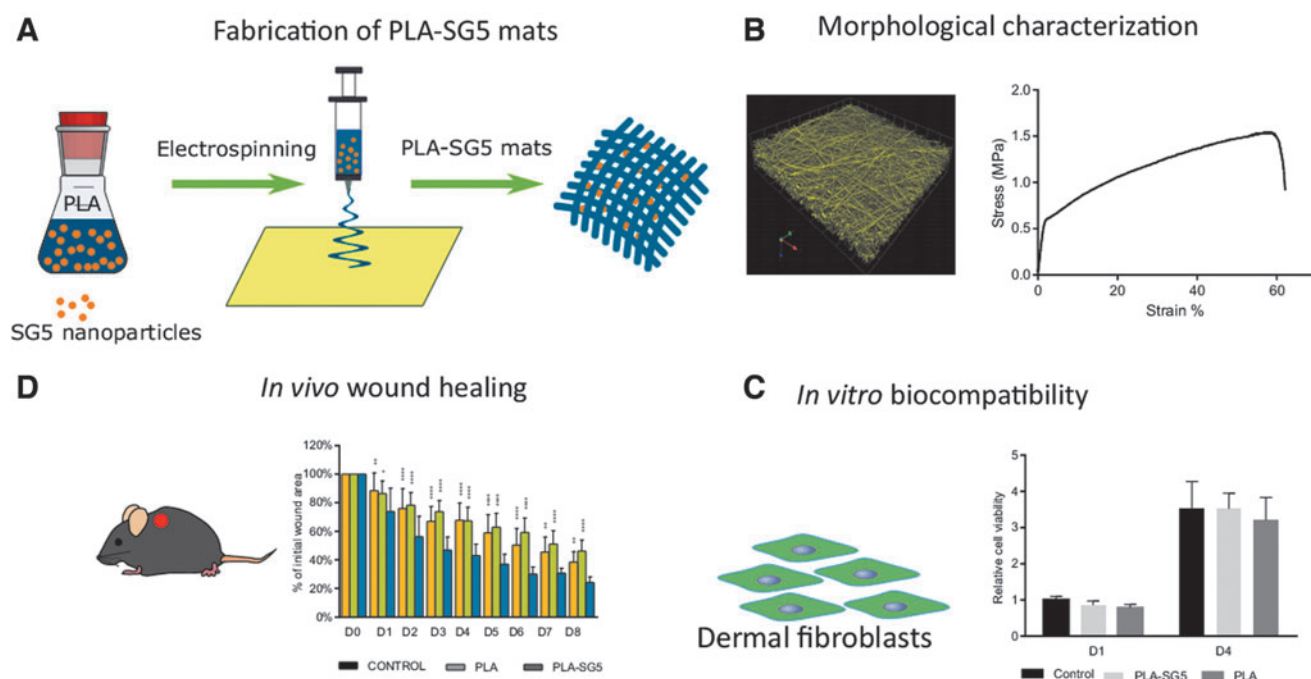 A
Fabrication of PLA-SG5 mats
PLA
Electrospinning
PLA-SG5 mats
SG5 nanoparticles
B
Morphological characterization
Stress (MPa)
2.0
1.5
1.0
0.5
0.0
0 20 40 60
Strain %
D
In vivo wound healing
% of initial wound area
120%
100%
80%
60%
40%
20%
0%
** * **** **** **** **** **** **** **** **** **** ** **** ** ****
D0 D1 D2 D3 D4 D5 D6 D7 D8
CONTROL PLA PLA-SG5
C
In vitro biocompatibility
Dermal fibroblasts
Relative cell viability
5
4
3
2
1
0
D1 D4
Control PLA-SG5 PLA